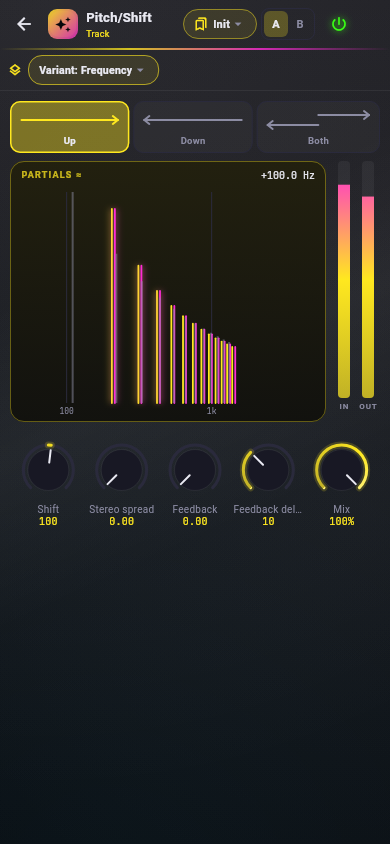 Pitch/Shift
Track
Init
A
B
Variant: Frequency
Up
Down
Both
PARTIALS ≈
+100.0 Hz
100
1k
IN
OUT
Shift
100
Stereo spread
0.00
Feedback
0.00
Feedback del…
10
Mix
100%